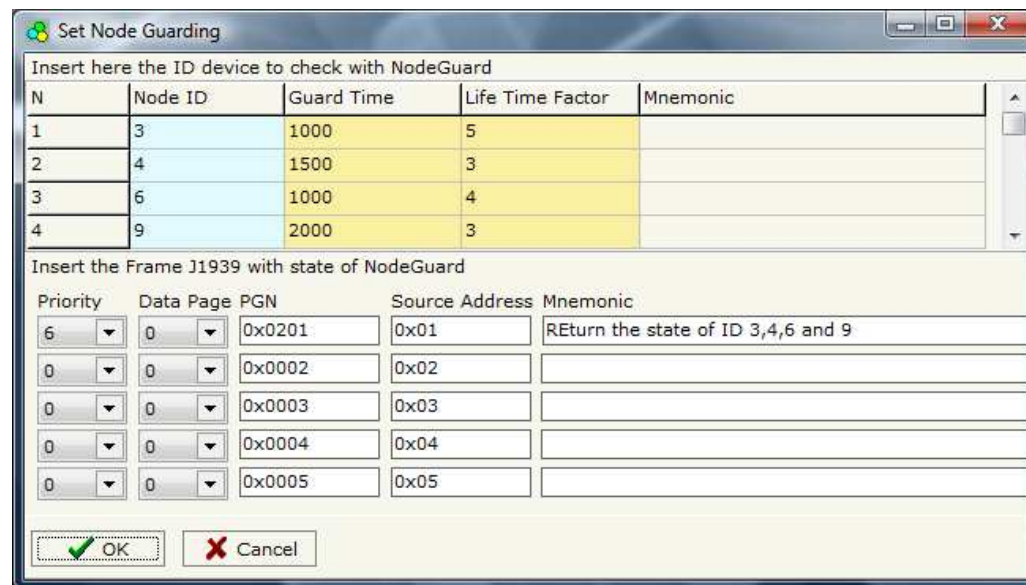 Set Node Guarding
Insert here the ID device to check with NodeGuard
N Node ID Guard Time Life Time Factor Mnemonic
1 3 1000 5
2 4 1500 3
3 6 1000 4
4 9 2000 3
Insert the Frame J1939 with state of NodeGuard
Priority Data Page PGN Source Address Mnemonic
6 0 0x0201 0x01 REturn the state of ID 3,4,6 and 9
0 0 0x0002 0x02
0 0 0x0003 0x03
0 0 0x0004 0x04
0 0 0x0005 0x05
OK Cancel